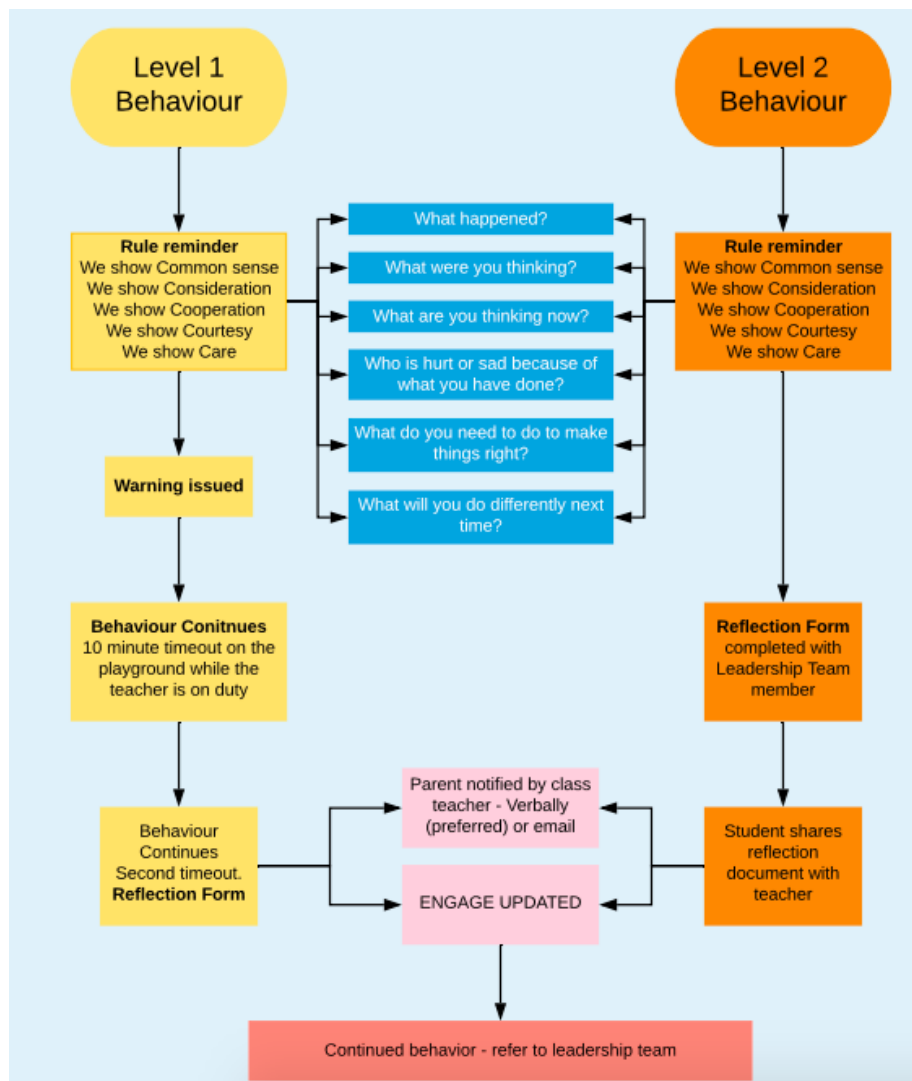 Level 1
Behaviour
Level 2
Behaviour
Rule reminder
We show Common sense
We show Consideration
We show Cooperation
We show Courtesy
We show Care
What happened?
What were you thinking?
What are you thinking now?
Who is hurt or sad because of
what you have done?
What do you need to do to make
things right?
What will you do differently next
time?
Rule reminder
We show Common sense
We show Consideration
We show Cooperation
We show Courtesy
We show Care
Warning issued
Behaviour Conitnues
10 minute timeout on the
playground while the
teacher is on duty
Reflection Form
completed with
Leadership Team
member
Behaviour
Continues
Second timeout.
Reflection Form
Parent notified by class
teacher - Verbally
(preferred) or email
ENGAGE UPDATED
Student shares
reflection
document with
teacher
Continued behavior - refer to leadership team